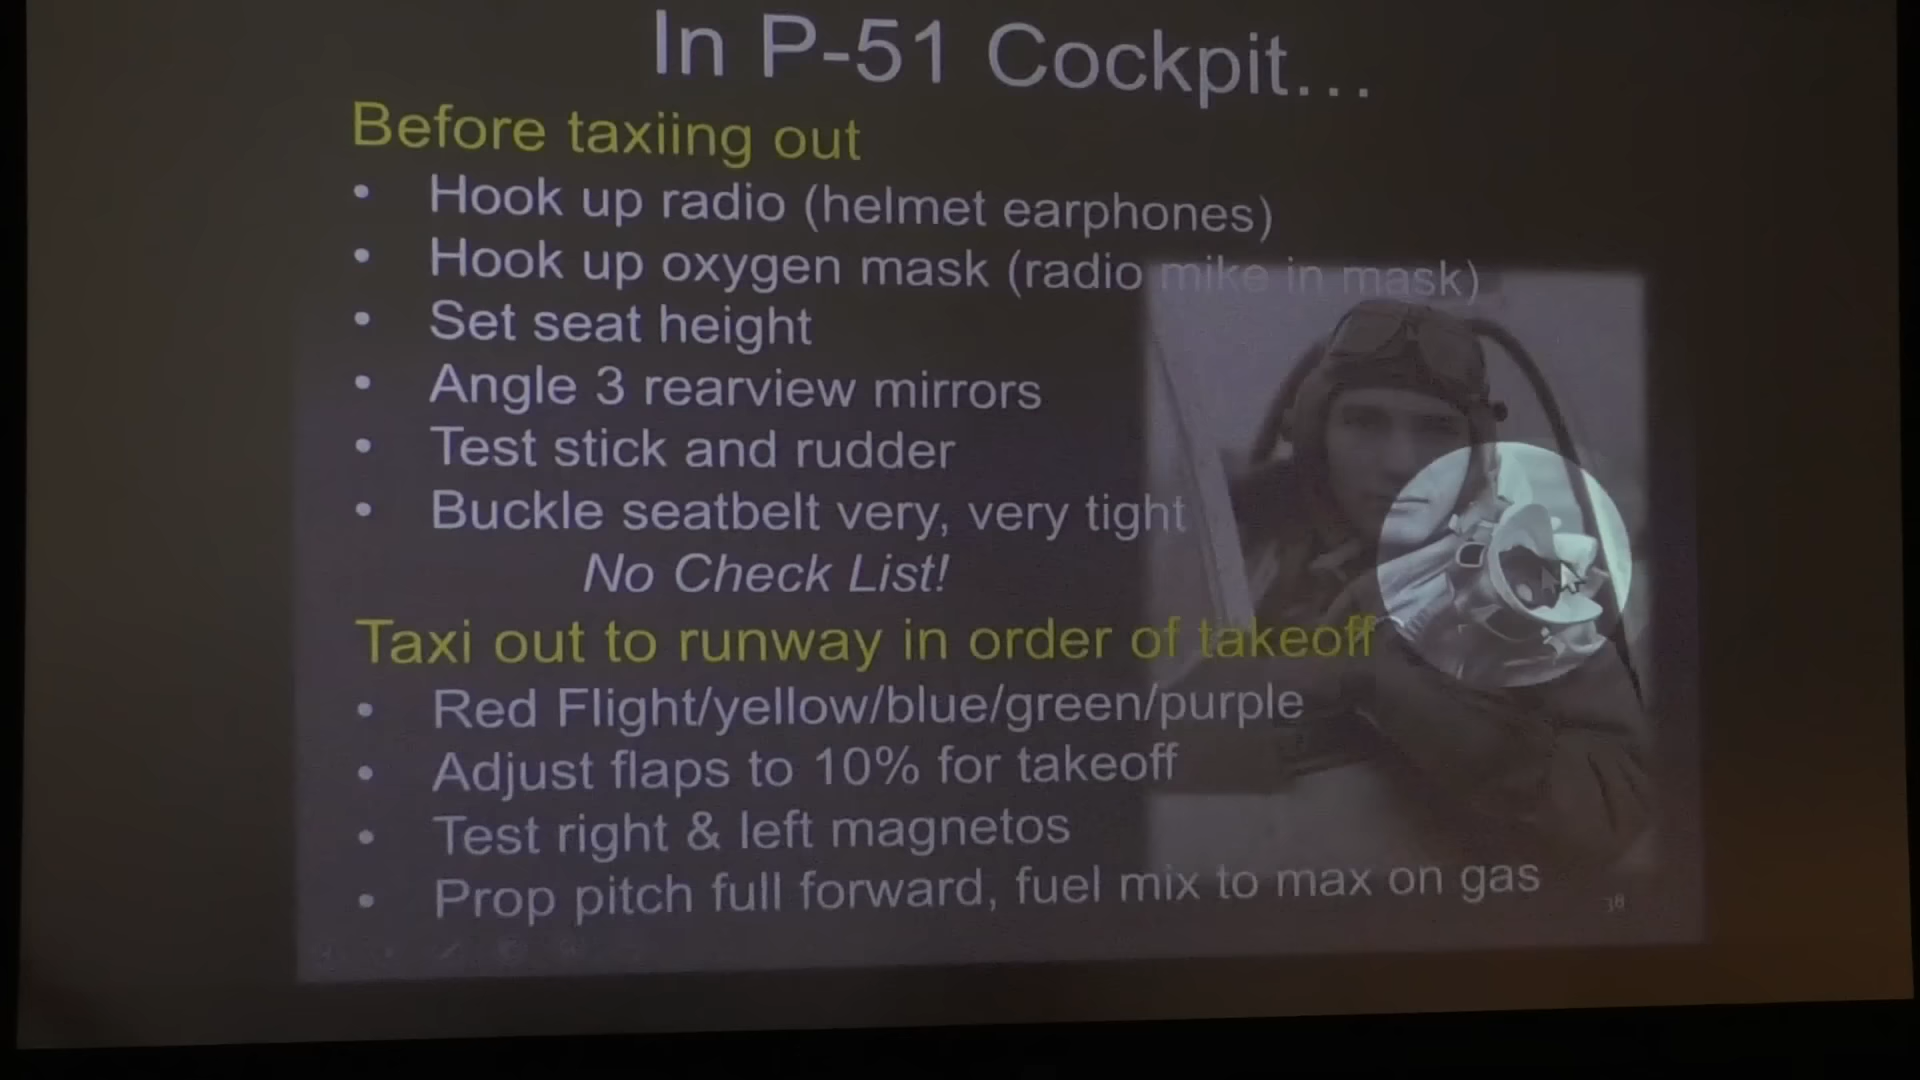 In P-51 Cockpit...
Before taxiing out
• Hook up radio (helmet earphones)
• Hook up oxygen mask (radio mike in mask)
• Set seat height
• Angle 3 rearview mirrors
• Test stick and rudder
• Buckle seatbelt very, very tight
No Check List!
Taxi out to runway in order of takeoff
• Red Flight/yellow/blue/green/purple
• Adjust flaps to 10% for takeoff
• Test right & left magnetos
• Prop pitch full forward, fuel mix to max on gas
38